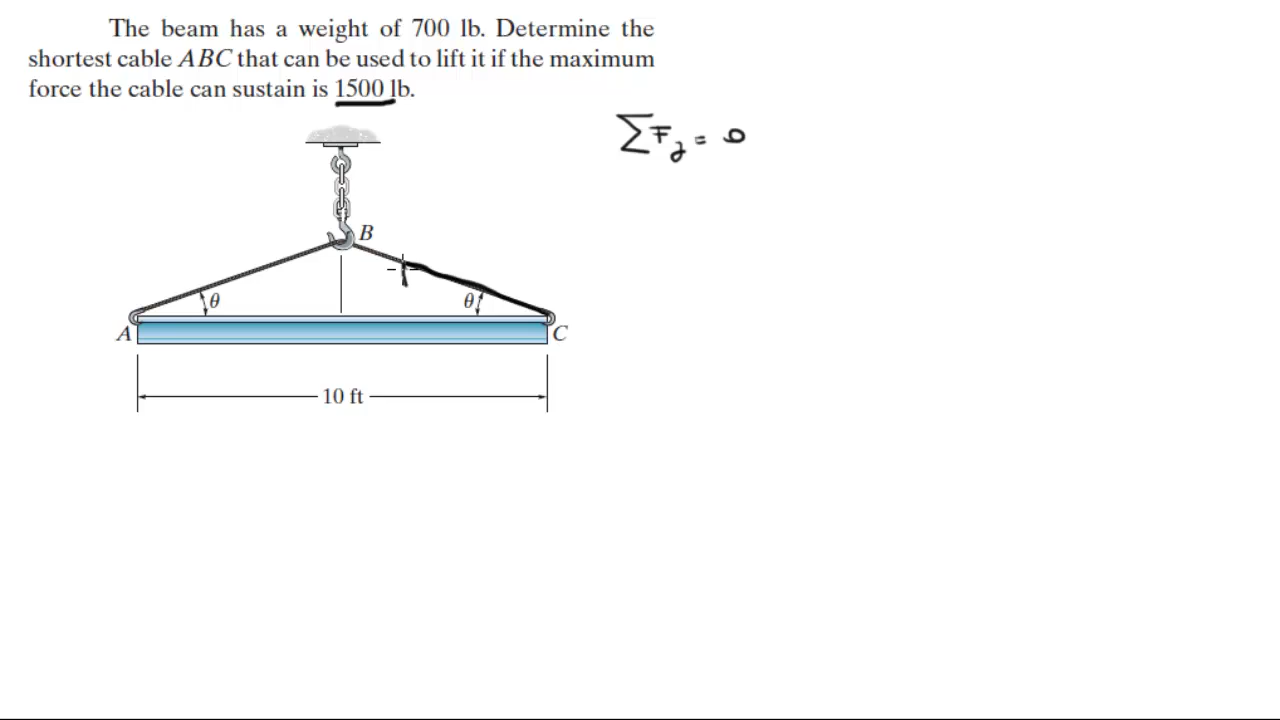 The beam has a weight of 700 lb. Determine the
shortest cable ABC that can be used to lift it if the maximum
force the cable can sustain is 1500 lb.
ΣFy = 0
B
θ
θ
A
C
10 ft